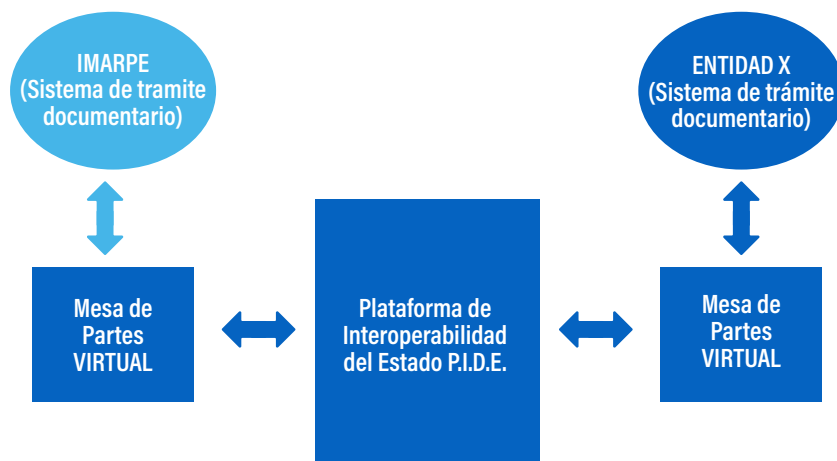 IMARPE
(Sistema de tramite
documentario)
ENTIDAD X
(Sistema de trámite
documentario)
Mesa de
Partes
VIRTUAL
Plataforma de
Interoperabilidad
del Estado P.I.D.E.
Mesa de
Partes
VIRTUAL